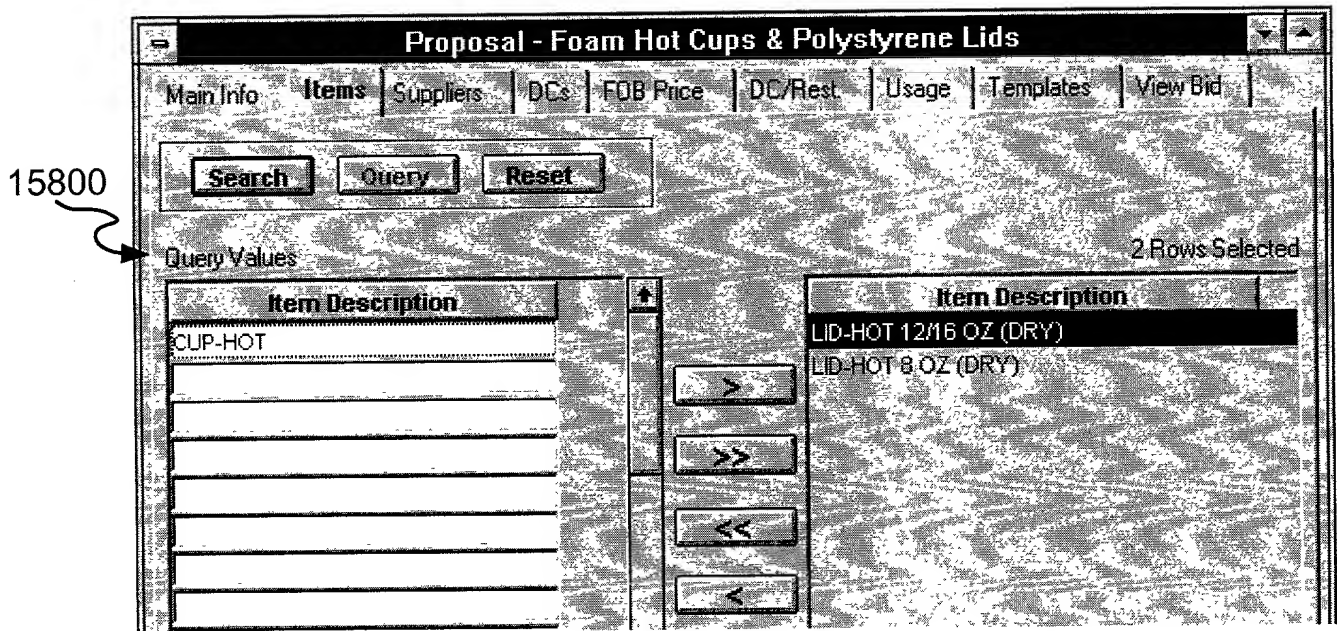 Proposal - Foam Hot Cups & Polystyrene Lids
Main Info Items Suppliers DCs FOB Price DC/Rest. Usage Templates View Bid
Search Query Reset
15800
Query Values 2 Rows Selected
Item Description Item Description
CUP-HOT LID-HOT 12/16 OZ (DRY)
LID-HOT 8 OZ (DRY)
>
>>
<<
<